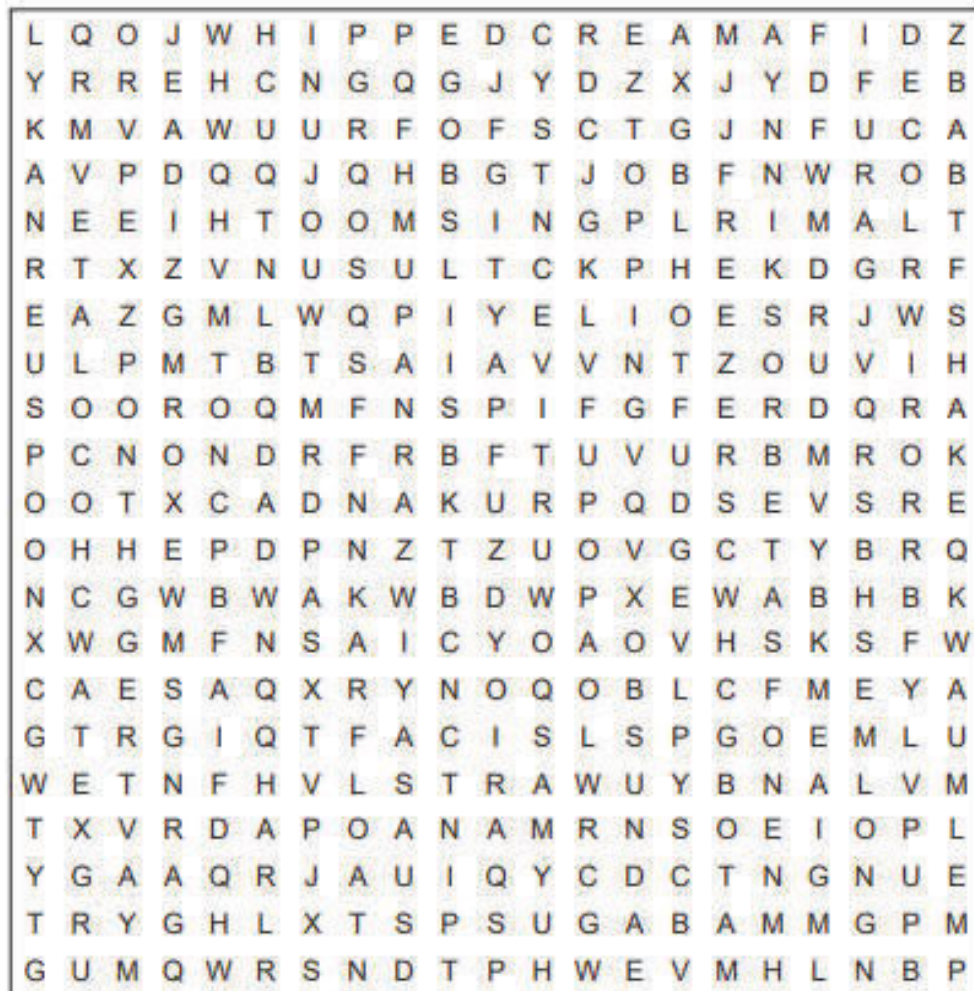 L Q O J W H I P P E D C R E A M A F I D Z
Y R R E H C N G Q G J Y D Z X J Y D F E B
K M V A W U U R F O F S C T G J N F U C A
A V P D Q Q J Q H B G T J O B F N W R O B
N E E I H T O O M S I N G P L R I M A L T
R T X Z V N U S U L T C K P H E K D G R F
E A Z G M L W Q P I Y E L I O E S R J W S
U L P M T B T S A I A V V N T Z O U V I H
S O O R O Q M F N S P I F G F E R D Q R A
P C N O N D R F R B F T U V U R B M R O K
O O T X C A D N A K U R P Q D S E V S R E
O H H E P D P N Z T Z U O V G C T Y B R Q
N C G W B W A K W B D W P X E W A B H B K
X W G M F N S A I C Y O A O V H S K S F W
C A E S A Q X R Y N O Q O B L C F M E Y A
G T R G I Q T F A C I S L S P G O E M L U
W E T N F H V L S T R A W U Y B N A L V M
T X V R D A P O A N A M R N S O E I O P L
Y G A A Q R J A U I Q Y C D C T N G N U E
T R Y G H L X T S P S U G A B A M M G P M
G U M Q W R S N D T P H W E V M H L N B P